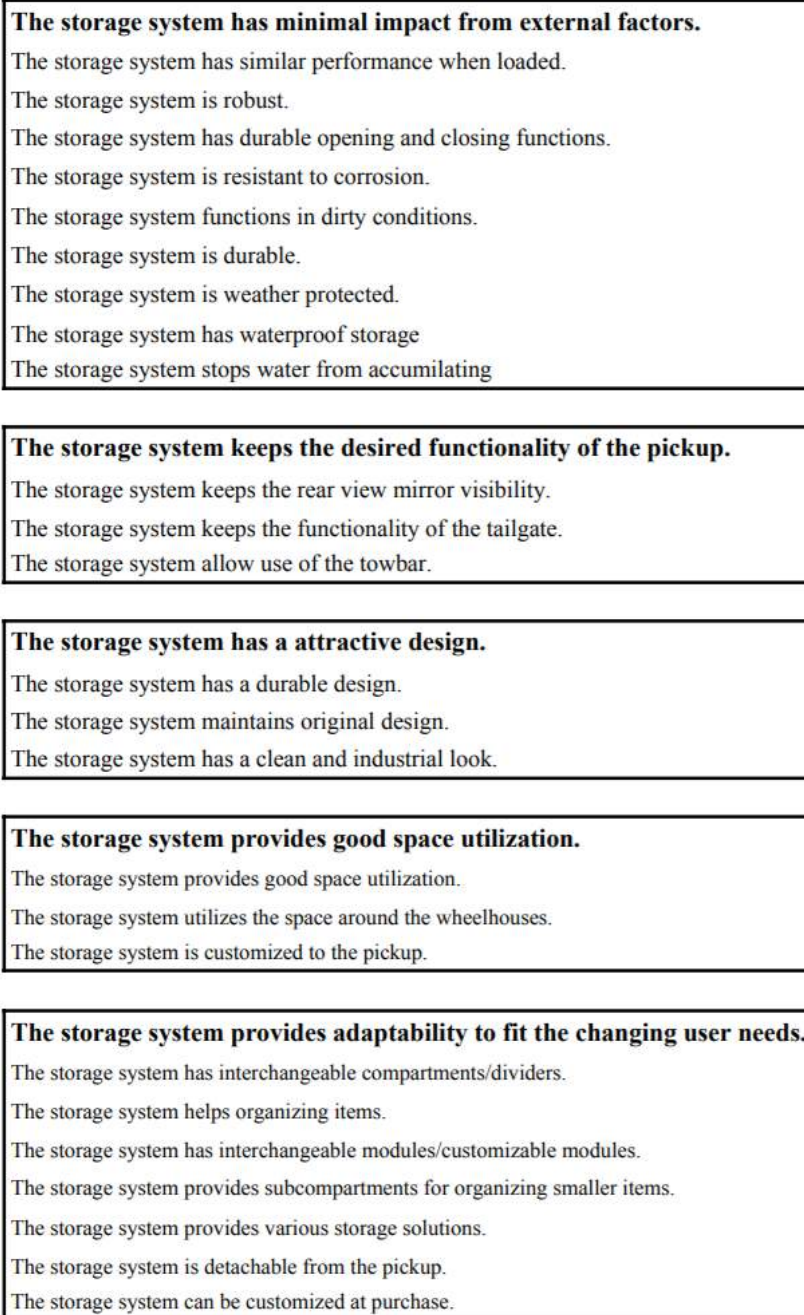 The storage system has minimal impact from external factors.
The storage system has similar performance when loaded.
The storage system is robust.
The storage system has durable opening and closing functions.
The storage system is resistant to corrosion.
The storage system functions in dirty conditions.
The storage system is durable.
The storage system is weather protected.
The storage system has waterproof storage
The storage system stops water from accumilating
The storage system keeps the desired functionality of the pickup.
The storage system keeps the rear view mirror visibility.
The storage system keeps the functionality of the tailgate.
The storage system allow use of the towbar.
The storage system has a attractive design.
The storage system has a durable design.
The storage system maintains original design.
The storage system has a clean and industrial look.
The storage system provides good space utilization.
The storage system provides good space utilization.
The storage system utilizes the space around the wheelhouses.
The storage system is customized to the pickup.
The storage system provides adaptability to fit the changing user needs.
The storage system has interchangeable compartments/dividers.
The storage system helps organizing items.
The storage system has interchangeable modules/customizable modules.
The storage system provides subcompartments for organizing smaller items.
The storage system provides various storage solutions.
The storage system is detachable from the pickup.
The storage system can be customized at purchase.